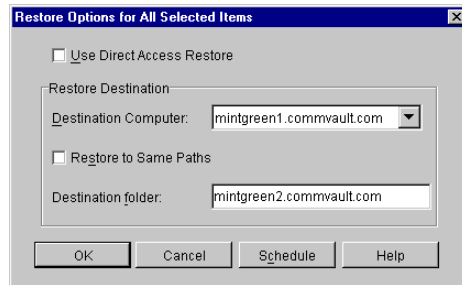 Restore Options for All Selected Items
Use Direct Access Restore
Restore Destination
Destination Computer: mintgreen1.commvault.com
Restore to Same Paths
Destination folder: mintgreen2.commvault.com
OK Cancel Schedule Help